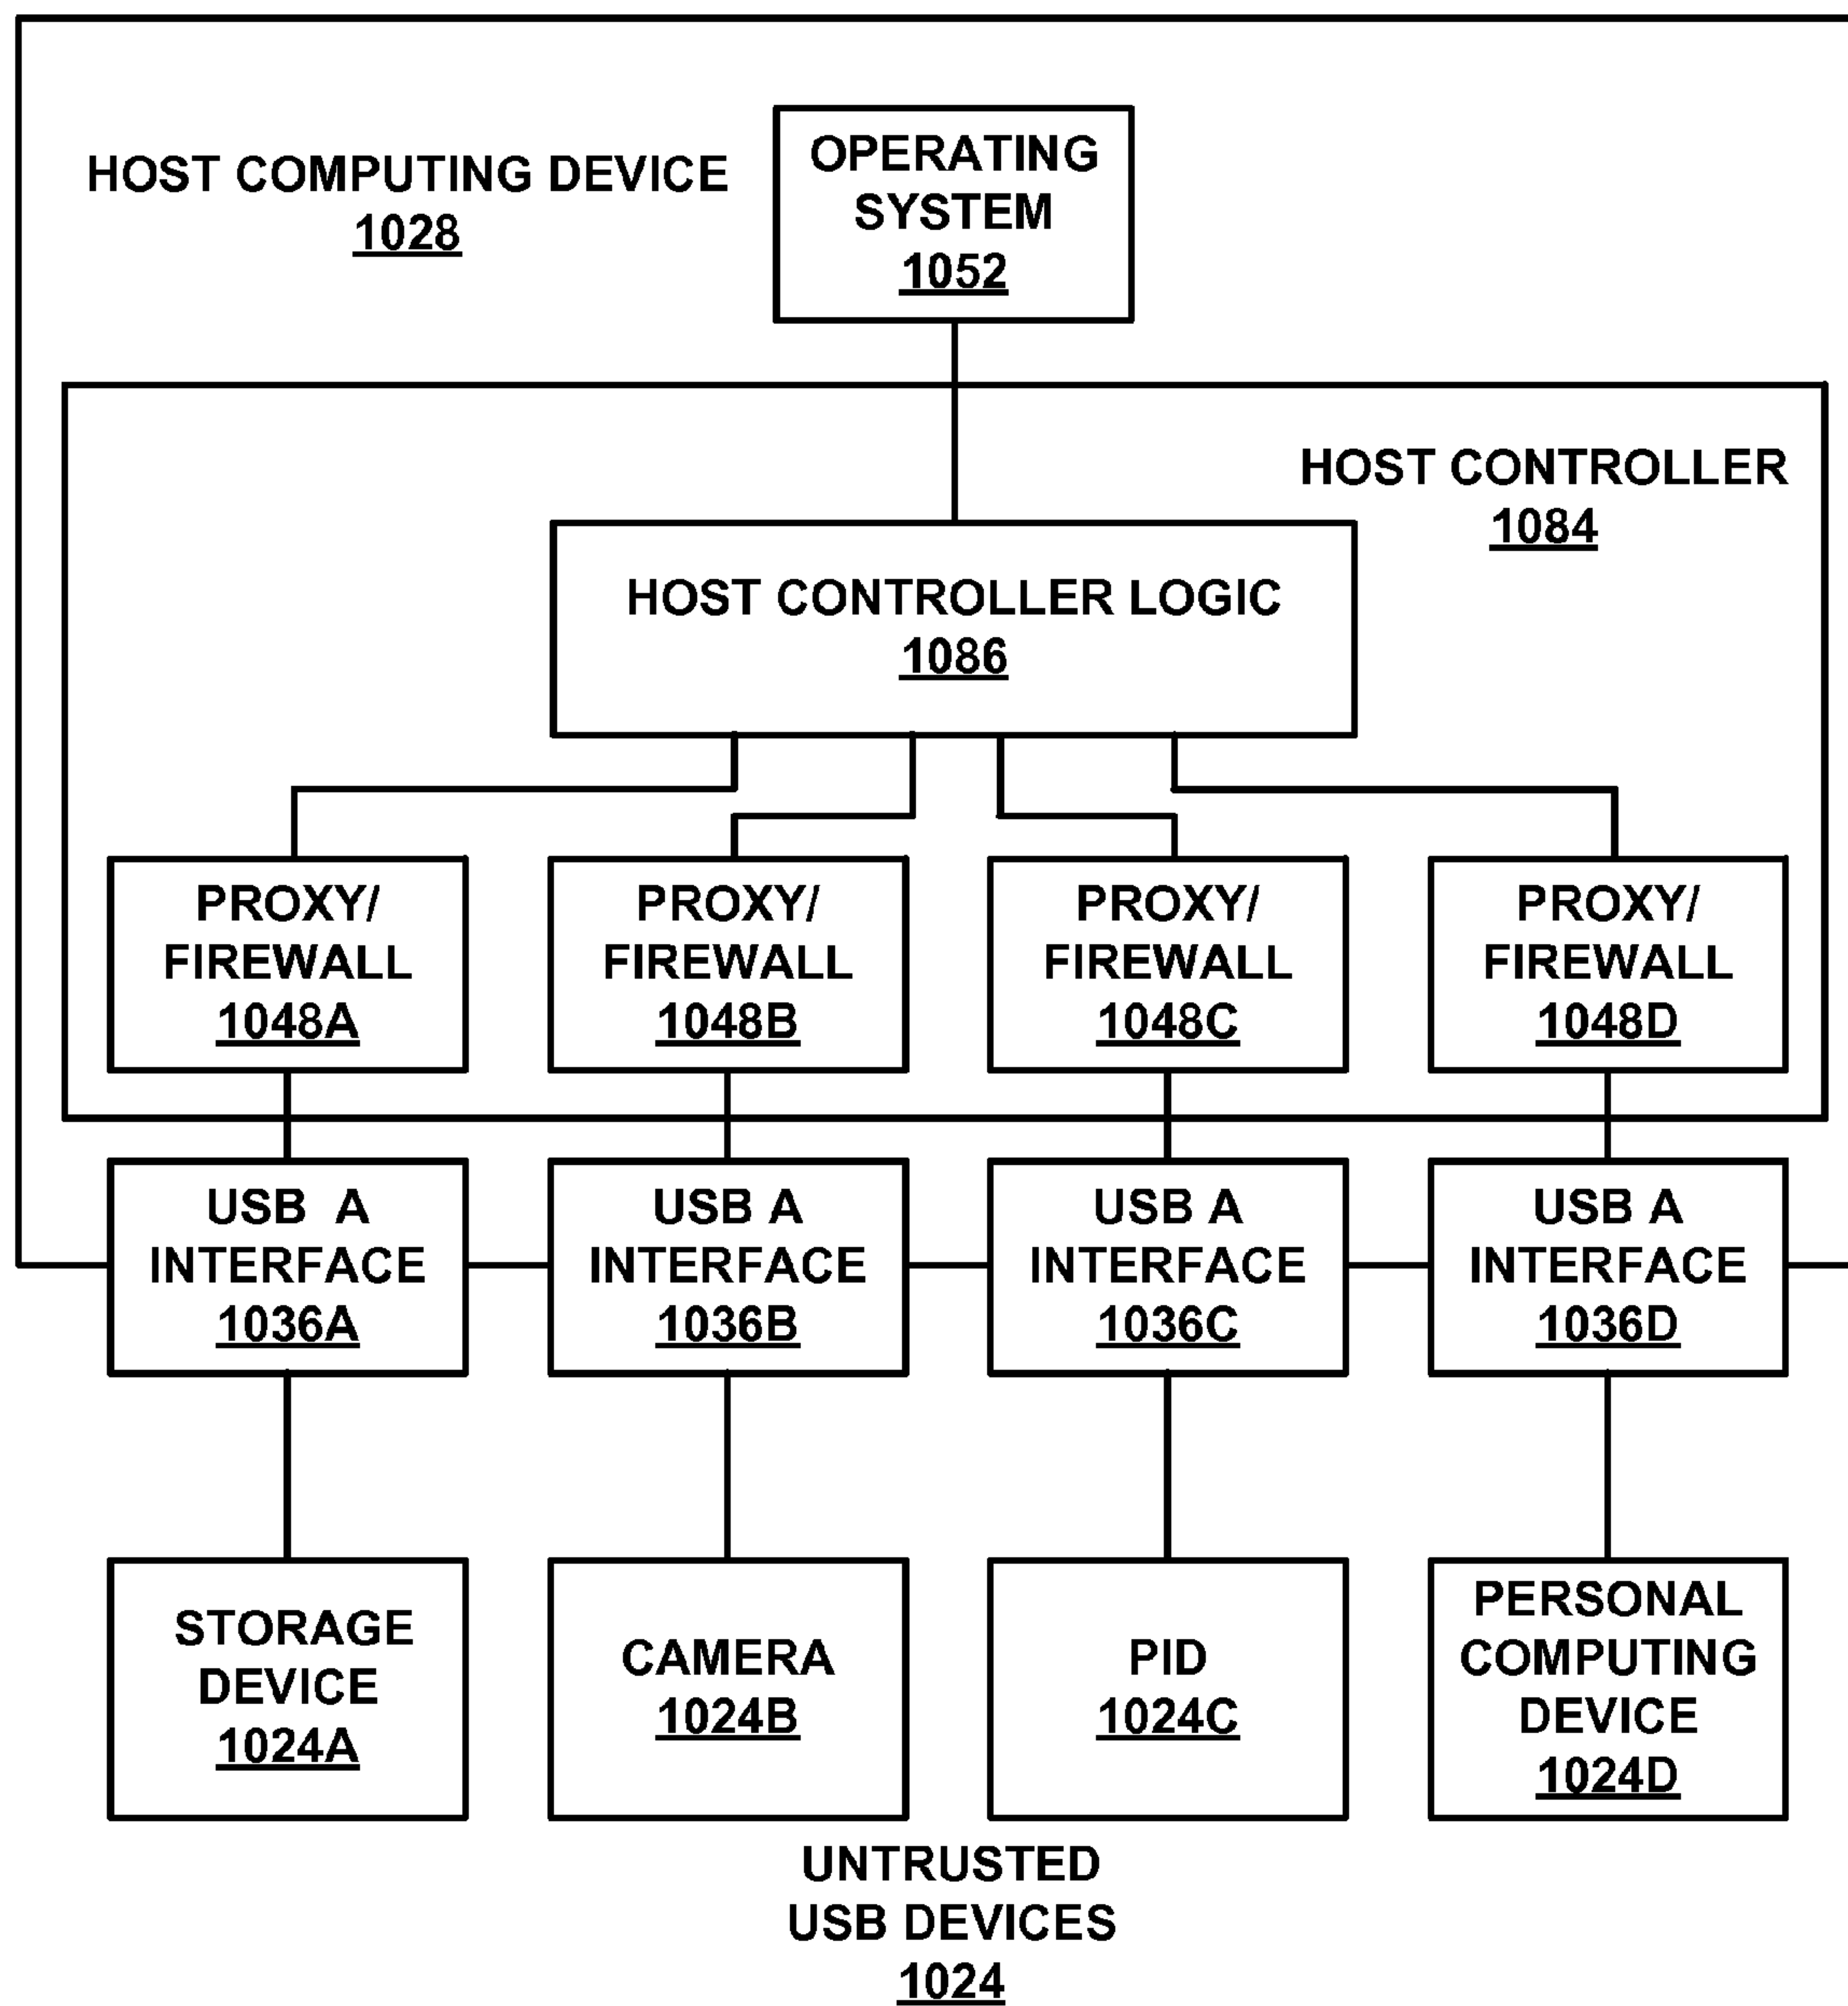 HOST COMPUTING DEVICE
1028
OPERATING
SYSTEM
1052
HOST CONTROLLER
1084
HOST CONTROLLER LOGIC
1086
PROXY/
FIREWALL
1048A
PROXY/
FIREWALL
1048B
PROXY/
FIREWALL
1048C
PROXY/
FIREWALL
1048D
USB A
INTERFACE
1036A
USB A
INTERFACE
1036B
USB A
INTERFACE
1036C
USB A
INTERFACE
1036D
STORAGE
DEVICE
1024A
CAMERA
1024B
PID
1024C
PERSONAL
COMPUTING
DEVICE
1024D
UNTRUSTED
USB DEVICES
1024